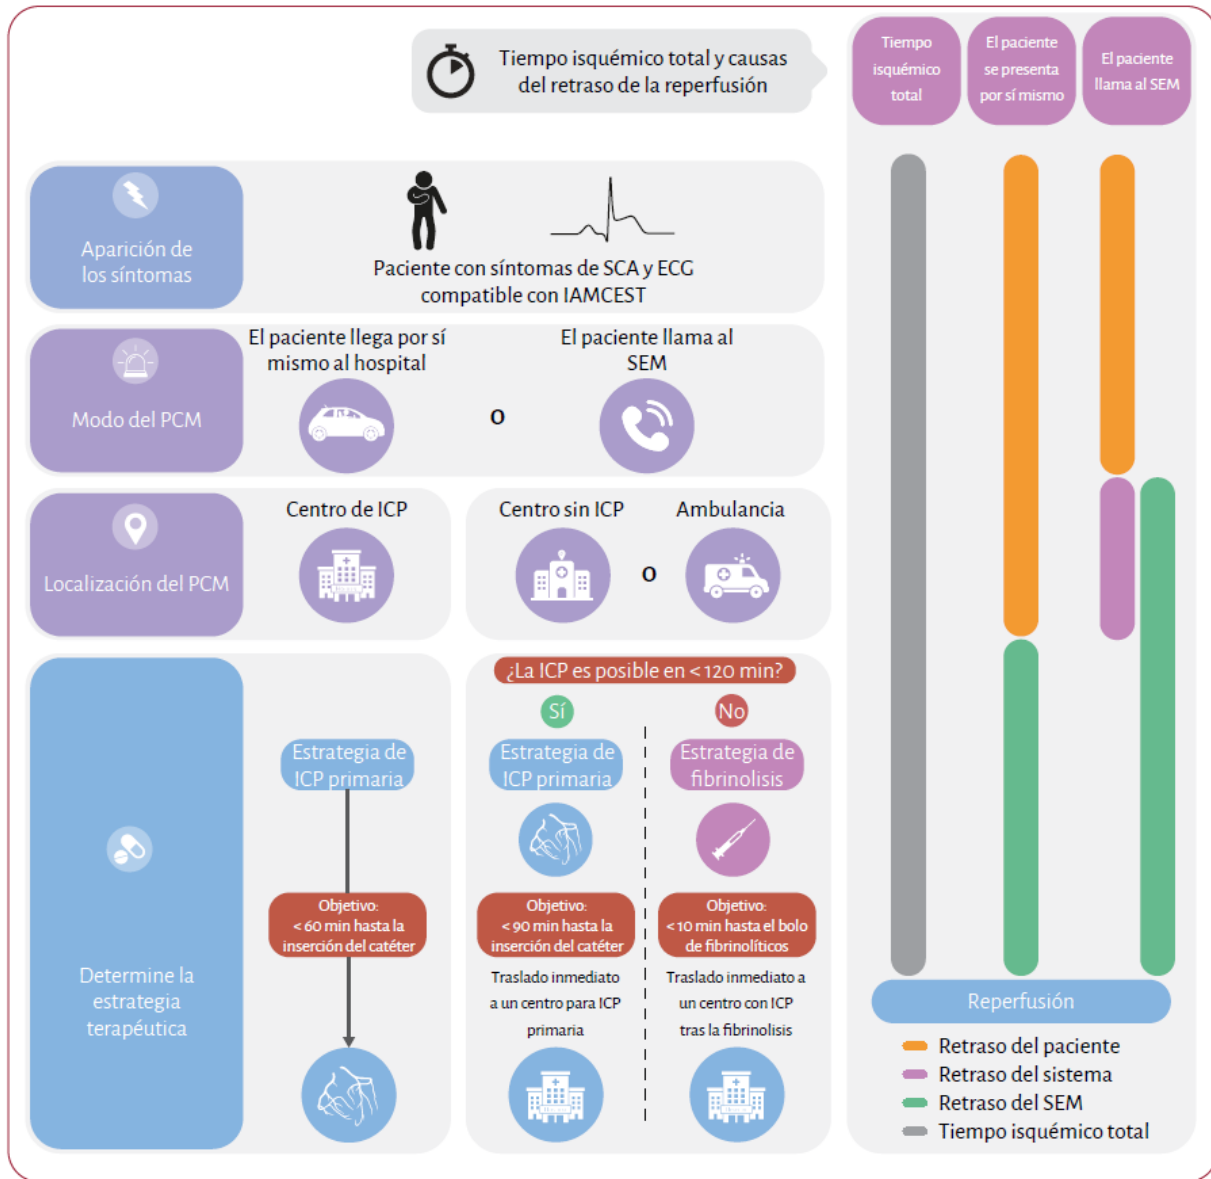 Tiempo isquémico total y causas
del retraso de la reperfusión
Tiempo
isquémico
total
El paciente
se presenta
por sí mismo
El paciente
llama al SEM
Aparición de
los síntomas
Paciente con síntomas de SCA y ECG
compatible con IAMCEST
Modo del PCM
El paciente llega por sí
mismo al hospital
o
El paciente llama al
SEM
Localización del PCM
Centro de ICP
Centro sin ICP
o
Ambulancia
Determine la
estrategia
terapéutica
Estrategia de
ICP primaria
Objetivo:
< 60 min hasta la
inserción del catéter
¿La ICP es posible en < 120 min?
Sí
No
Estrategia de
ICP primaria
Objetivo:
< 90 min hasta la
inserción del catéter
Traslado inmediato
a un centro para ICP
primaria
Estrategia de
fibrinolisis
Objetivo:
< 10 min hasta el bolo
de fibrinolíticos
Traslado inmediato a
un centro con ICP
tras la fibrinolisis
Reperfusión
Retraso del paciente
Retraso del sistema
Retraso del SEM
Tiempo isquémico total